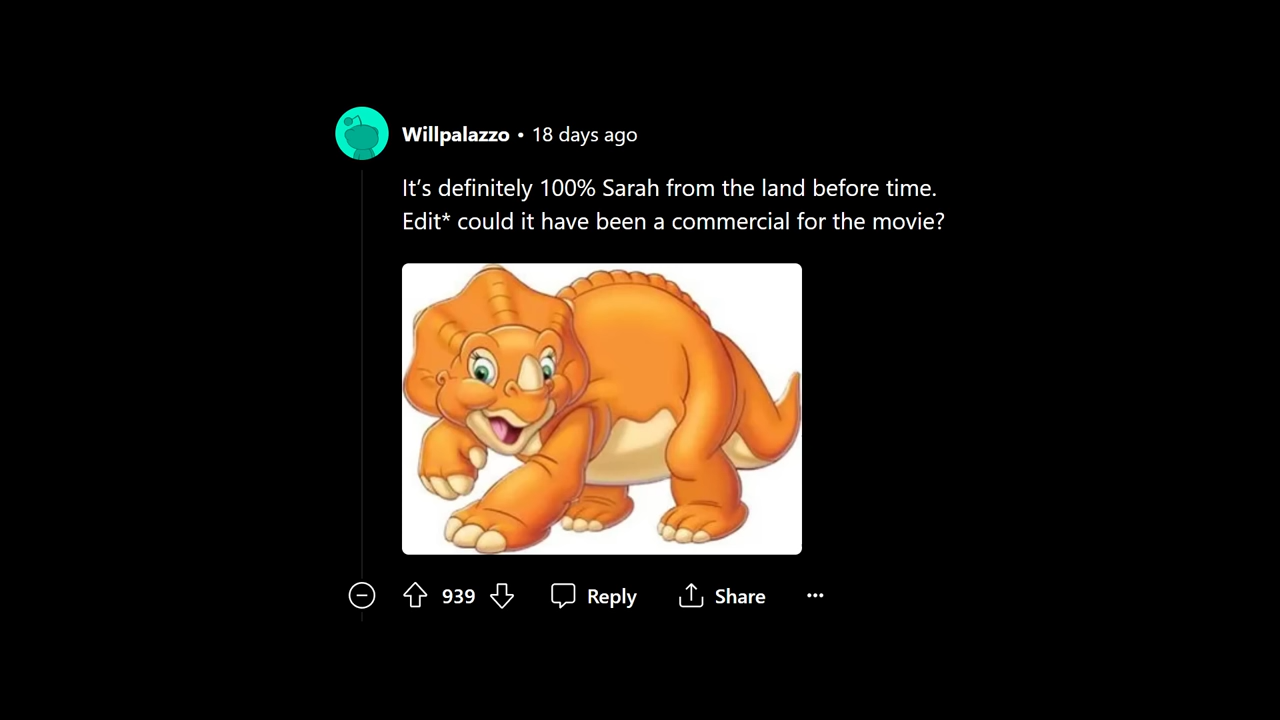 Willpalazzo • 18 days ago
It’s definitely 100% Sarah from the land before time.
Edit* could it have been a commercial for the movie?
939 Reply Share